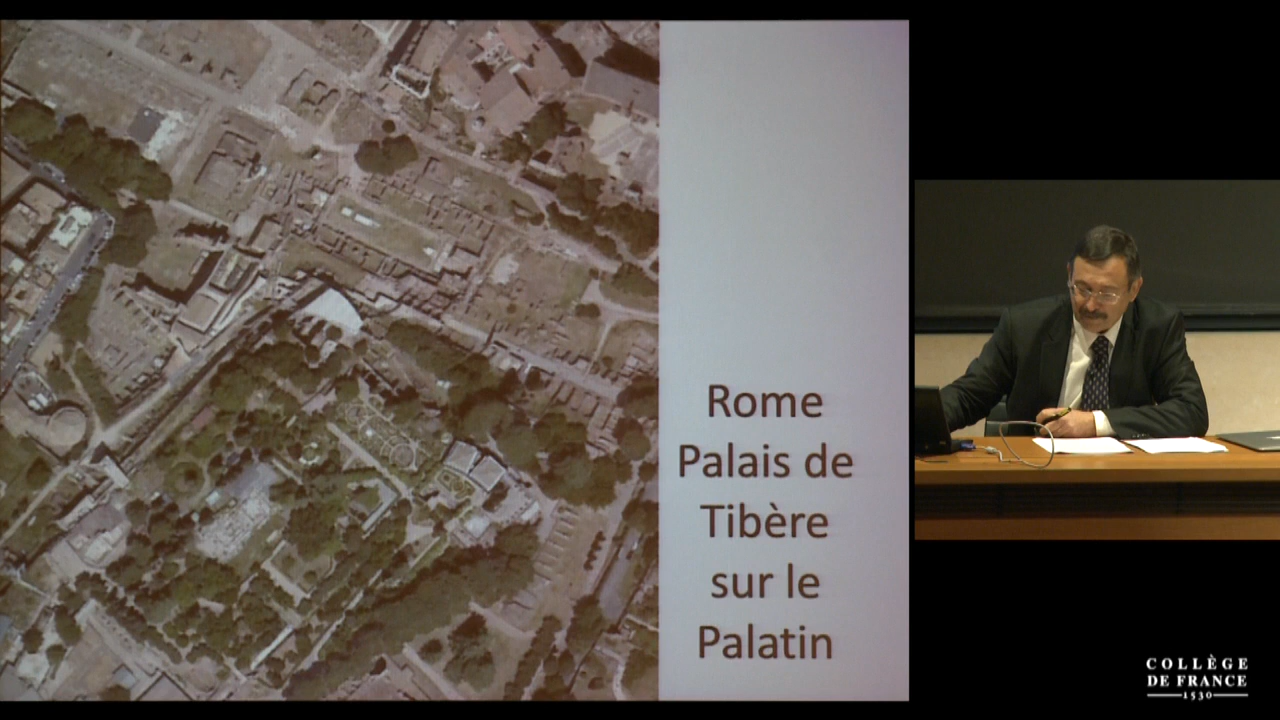 Rome
Palais de
Tibère
sur le
Palatin
COLLÈGE
DE FRANCE
1530